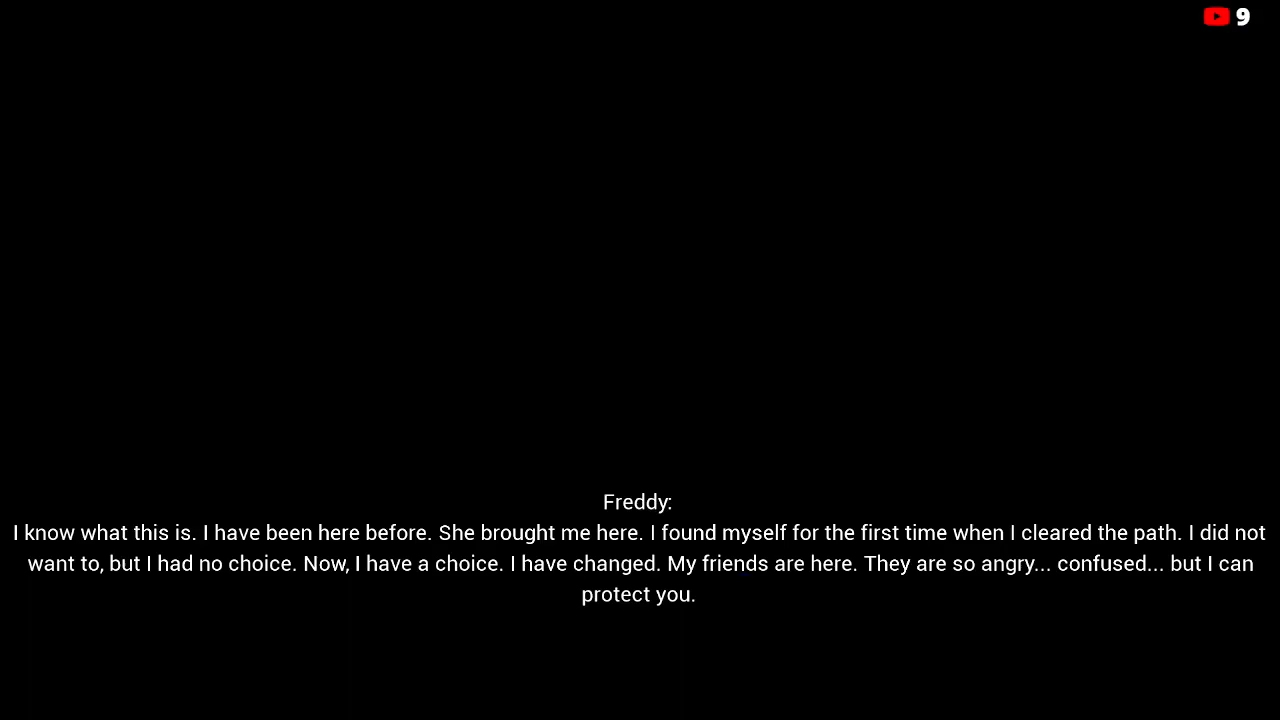 9
Freddy:
I know what this is. I have been here before. She brought me here. I found myself for the first time when I cleared the path. I did not
want to, but I had no choice. Now, I have a choice. I have changed. My friends are here. They are so angry... confused... but I can
protect you.